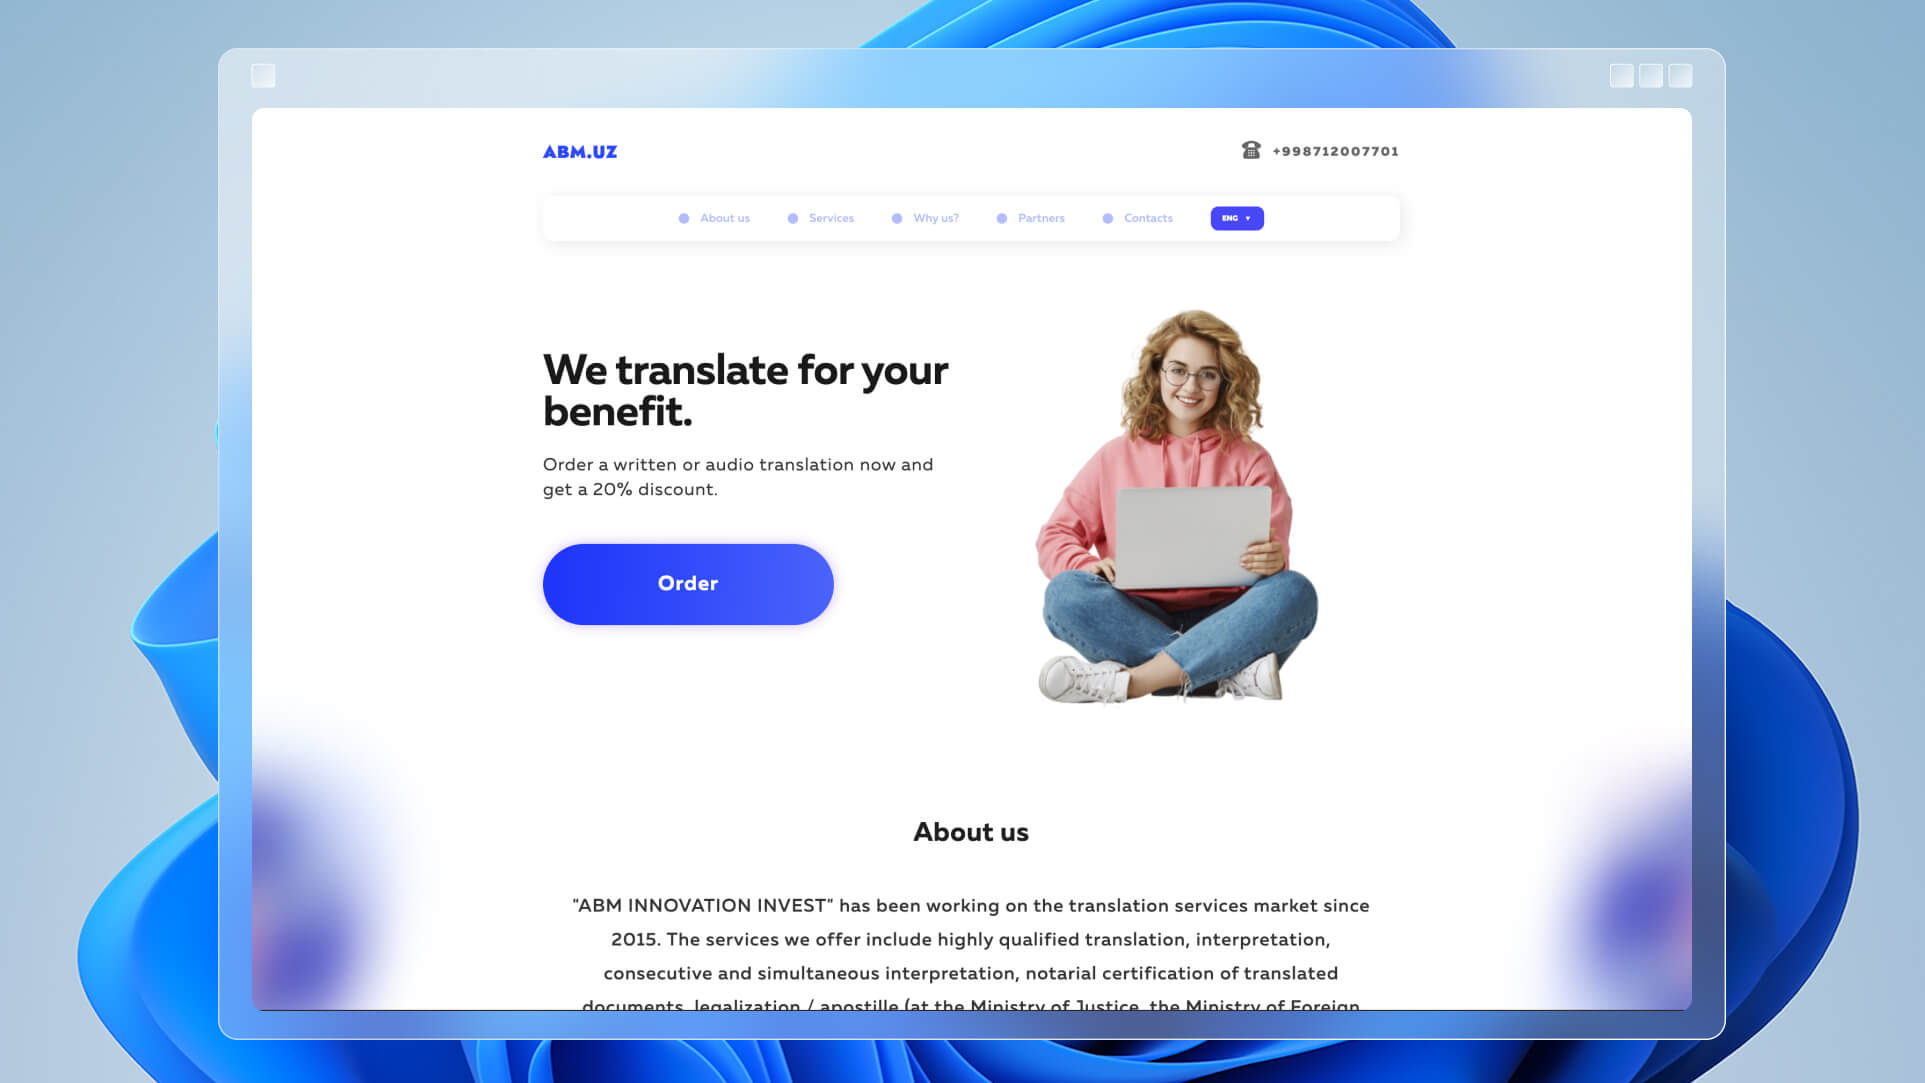 ABM.UZ
+998712007701
About us
Services
Why us?
Partners
Contacts
ENG ▼
We translate for your
benefit.
Order a written or audio translation now and
get a 20% discount.
Order
About us
"ABM INNOVATION INVEST" has been working on the translation services market since
2015. The services we offer include highly qualified translation, interpretation,
consecutive and simultaneous interpretation, notarial certification of translated
documents, legalization / apostille (at the Ministry of Justice, the Ministry of Foreign